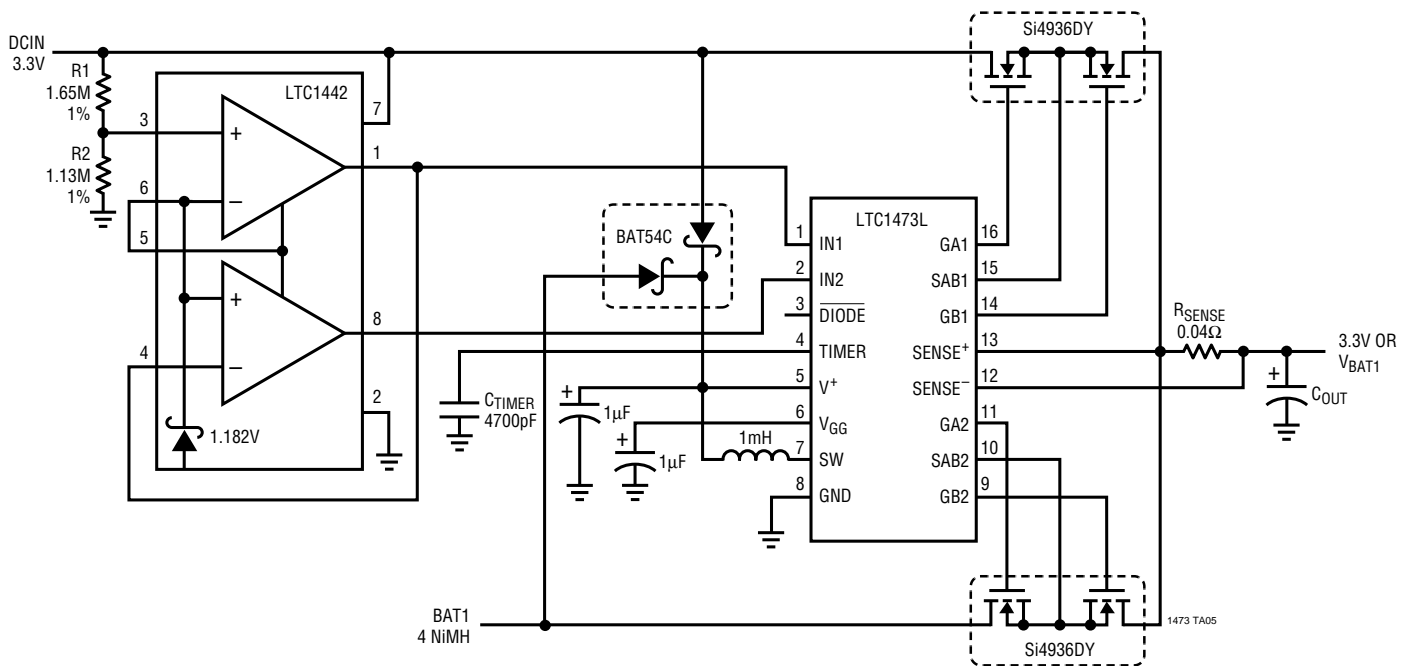 Si4936DY
DCIN
3.3V
R1
1.65M
1%
LTC1442
7
3
+
1
R2
1.13M
1%
6
−
5
+
8
4
−
2
1.182V
BAT54C
LTC1473L
1 IN1
2 IN2
3 DIODE
4 TIMER
5 V+
6 VGG
7 SW
8 GND
GA1 16
SAB1 15
GB1 14
SENSE+ 13
SENSE− 12
GA2 11
SAB2 10
GB2 9
RSENSE
0.04Ω
3.3V OR
VBAT1
+
COUT
CTIMER
4700pF
+
1µF
+
1µF
1mH
BAT1
4 NiMH
1473 TA05
Si4936DY